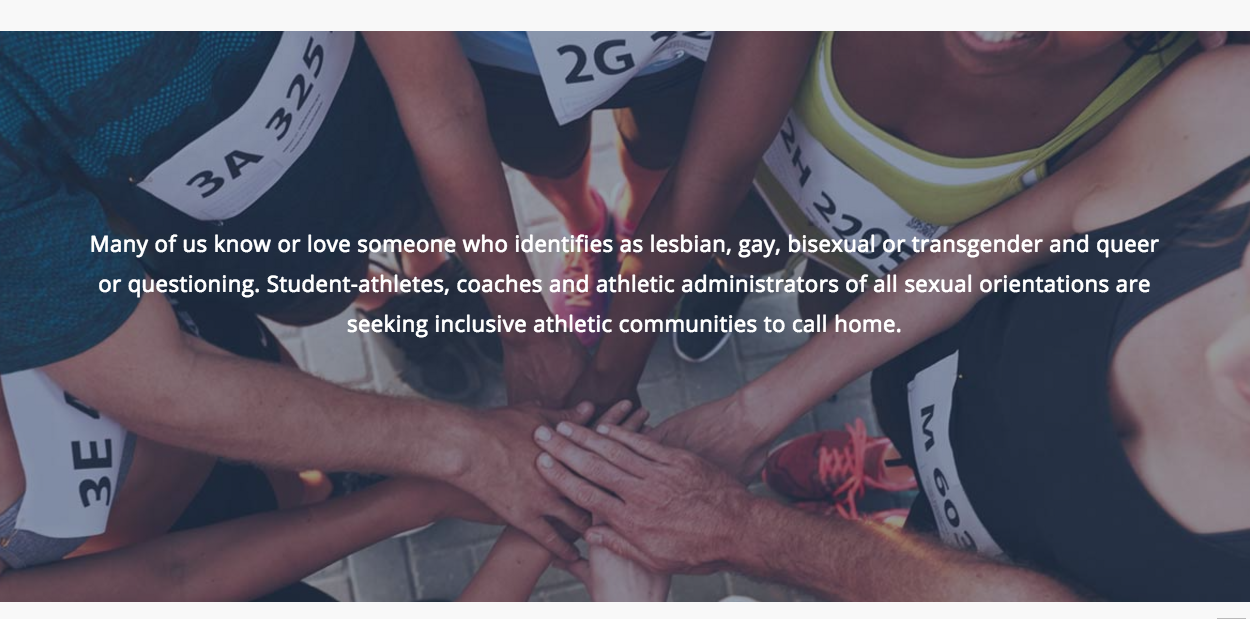 3A 325
2G
2H 220
Many of us know or love someone who identifies as lesbian, gay, bisexual or transgender and queer
or questioning. Student-athletes, coaches and athletic administrators of all sexual orientations are
seeking inclusive athletic communities to call home.
3E
M 603